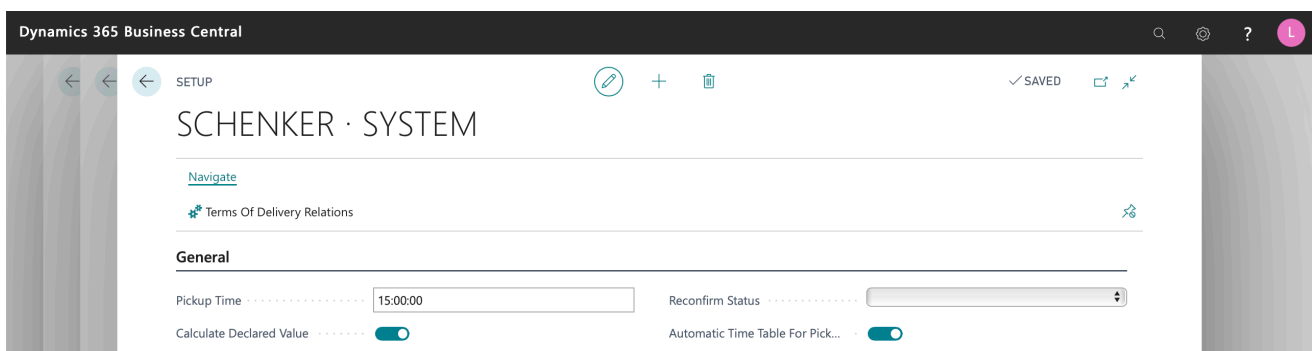 Dynamics 365 Business Central
?
L
SETUP
SAVED
SCHENKER · SYSTEM
Navigate
Terms Of Delivery Relations
General
Pickup Time
15:00:00
Reconfirm Status
Calculate Declared Value
Automatic Time Table For Pick...